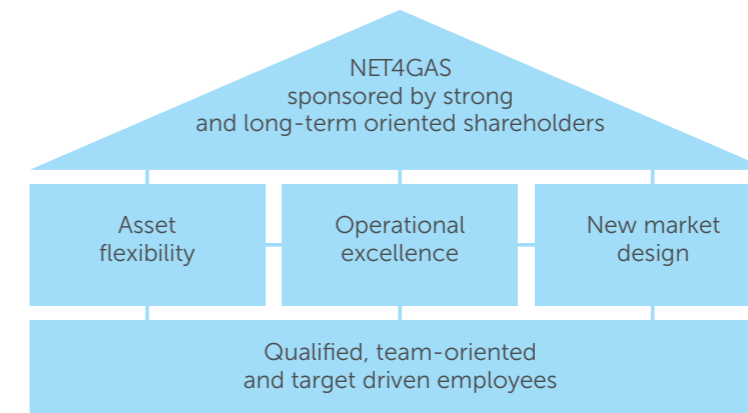 NET4GAS
sponsored by strong
and long-term oriented shareholders
Asset
flexibility
Operational
excellence
New market
design
Qualified, team-oriented
and target driven employees